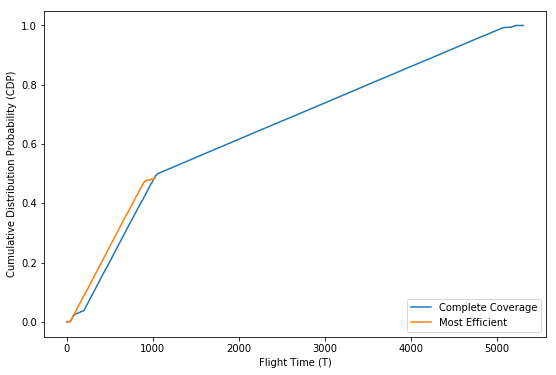 Cumulative Distribution Probability (CDP)
1.0
0.8
0.6
0.4
0.2
0.0
0 1000 2000 3000 4000 5000
Flight Time (T)
Complete Coverage
Most Efficient